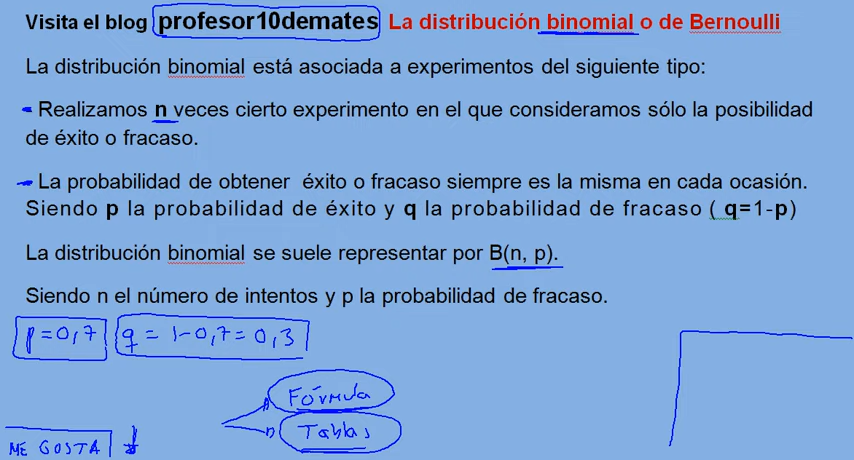 Visita el blog profesor10demates La distribución binomial o de Bernoulli
La distribución binomial está asociada a experimentos del siguiente tipo:
- Realizamos n veces cierto experimento en el que consideramos sólo la posibilidad
de éxito o fracaso.
- La probabilidad de obtener éxito o fracaso siempre es la misma en cada ocasión.
Siendo p la probabilidad de éxito y q la probabilidad de fracaso ( q=1-p)
La distribución binomial se suele representar por B(n, p).
Siendo n el número de intentos y p la probabilidad de fracaso.
p=0,7 q = 1-0,7= 0,3
Fórmula
Tablas
ME GOSTA